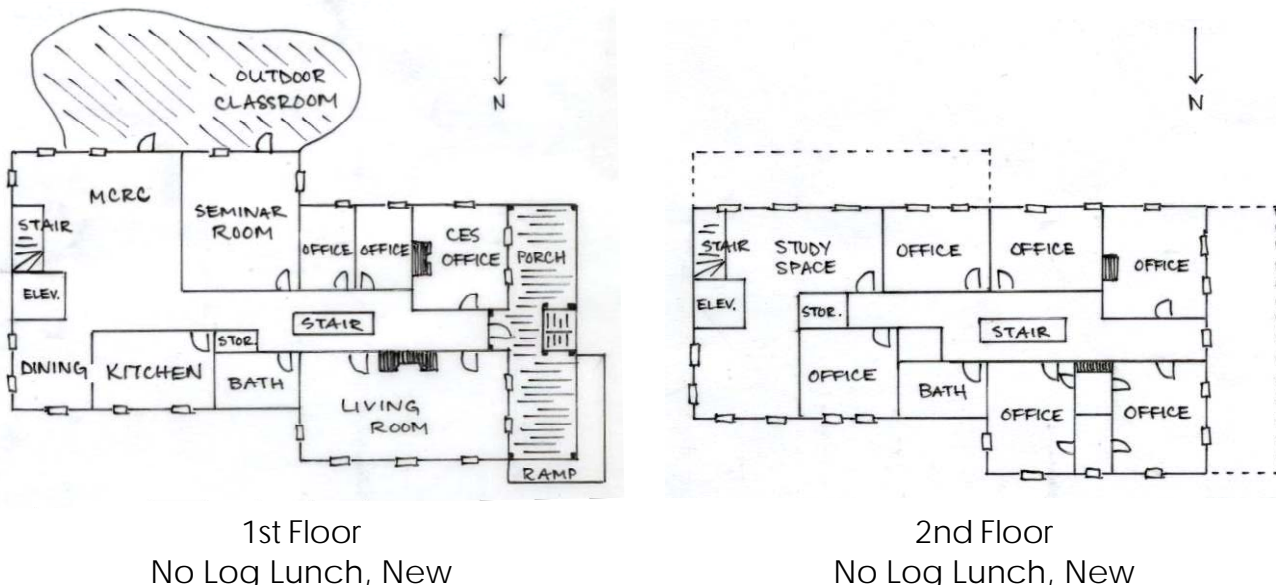 OUTDOOR
CLASSROOM
N
MCRC
SEMINAR
ROOM
STAIR
OFFICE
OFFICE
CES
OFFICE
PORCH
ELEV.
STAIR
STOR.
DINING
KITCHEN
BATH
LIVING
ROOM
RAMP
1st Floor
No Log Lunch, New
N
STAIR
STUDY
SPACE
OFFICE
OFFICE
OFFICE
ELEV.
STOR.
STAIR
OFFICE
BATH
OFFICE
OFFICE
2nd Floor
No Log Lunch, New